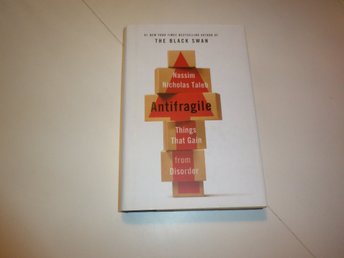 #1 NEW YORK TIMES BESTSELLING AUTHOR OF
THE BLACK SWAN
Nassim
Nicholas Taleb
Antifragile
Things
That Gain
from
Disorder